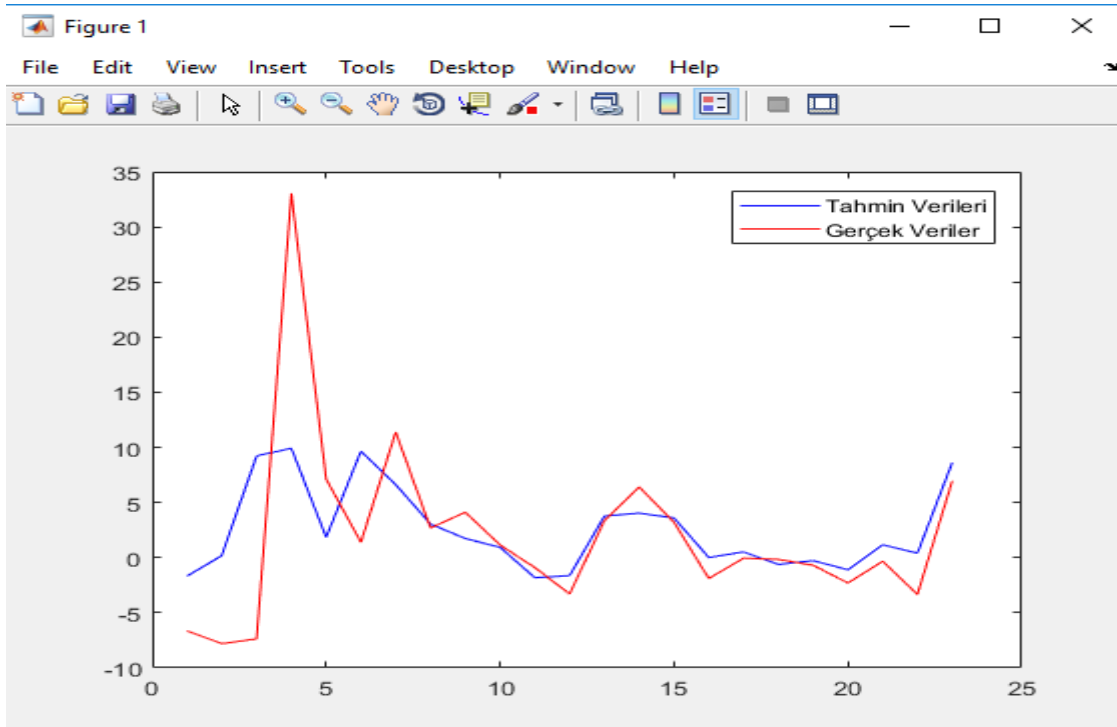 Figure 1
File Edit View Insert Tools Desktop Window Help
35
30
25
20
15
10
5
0
-5
-10
0 5 10 15 20 25
Tahmin Verileri
Gerçek Veriler